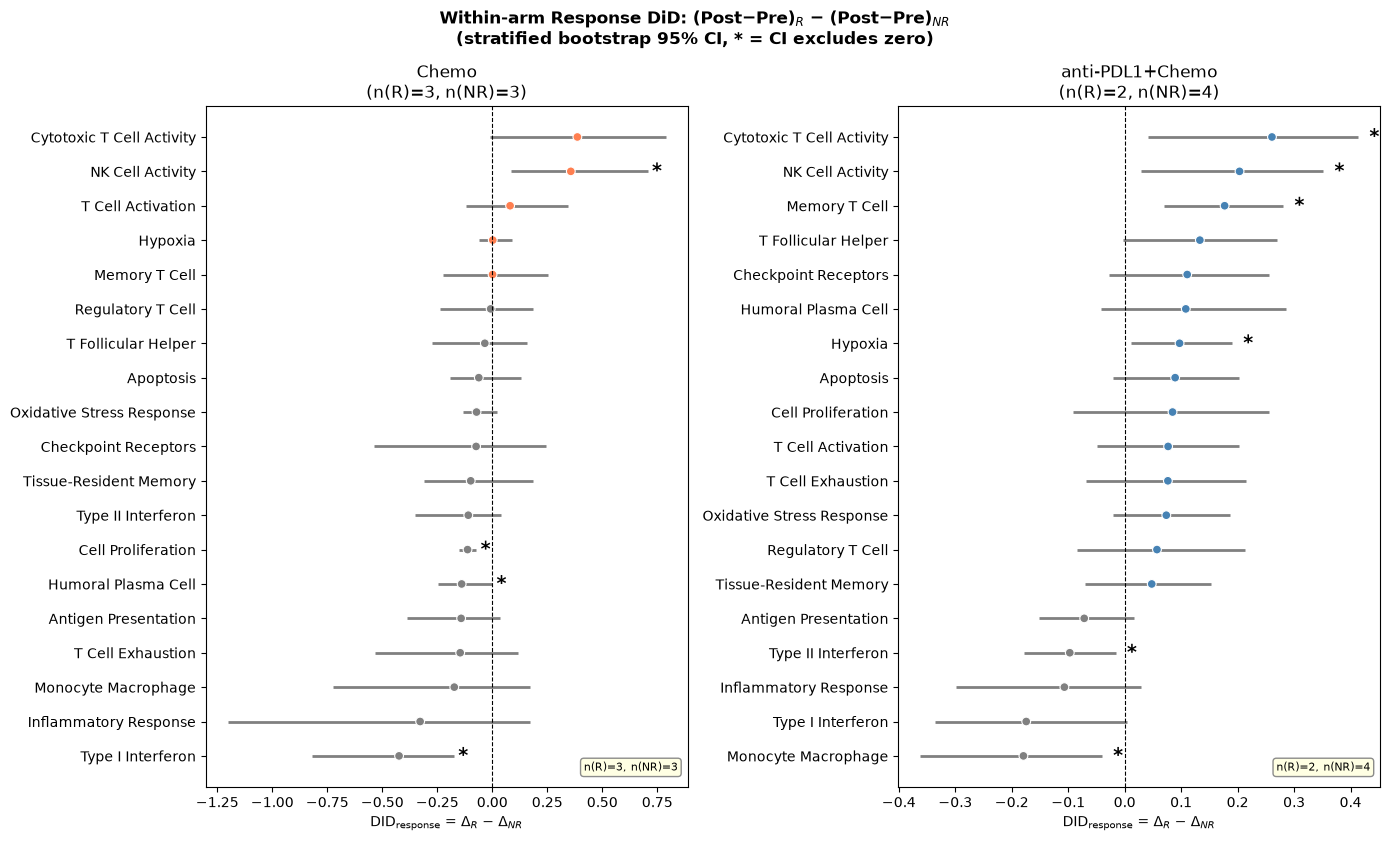 Within-arm Response DiD: (Post−Pre)R − (Post−Pre)NR
(stratified bootstrap 95% CI, * = CI excludes zero)
Chemo
(n(R)=3, n(NR)=3)
Cytotoxic T Cell Activity
NK Cell Activity *
T Cell Activation
Hypoxia
Memory T Cell
Regulatory T Cell
T Follicular Helper
Apoptosis
Oxidative Stress Response
Checkpoint Receptors
Tissue-Resident Memory
Type II Interferon
Cell Proliferation *
Humoral Plasma Cell *
Antigen Presentation
T Cell Exhaustion
Monocyte Macrophage
Inflammatory Response
Type I Interferon *
n(R)=3, n(NR)=3
−1.25 −1.00 −0.75 −0.50 −0.25 0.00 0.25 0.50 0.75
DIDresponse = ΔR − ΔNR
anti-PDL1+Chemo
(n(R)=2, n(NR)=4)
Cytotoxic T Cell Activity *
NK Cell Activity *
Memory T Cell *
T Follicular Helper
Checkpoint Receptors
Humoral Plasma Cell
Hypoxia *
Apoptosis
Cell Proliferation
T Cell Activation
T Cell Exhaustion
Oxidative Stress Response
Regulatory T Cell
Tissue-Resident Memory
Antigen Presentation
Type II Interferon *
Inflammatory Response
Type I Interferon
Monocyte Macrophage *
n(R)=2, n(NR)=4
−0.4 −0.3 −0.2 −0.1 0.0 0.1 0.2 0.3 0.4
DIDresponse = ΔR − ΔNR